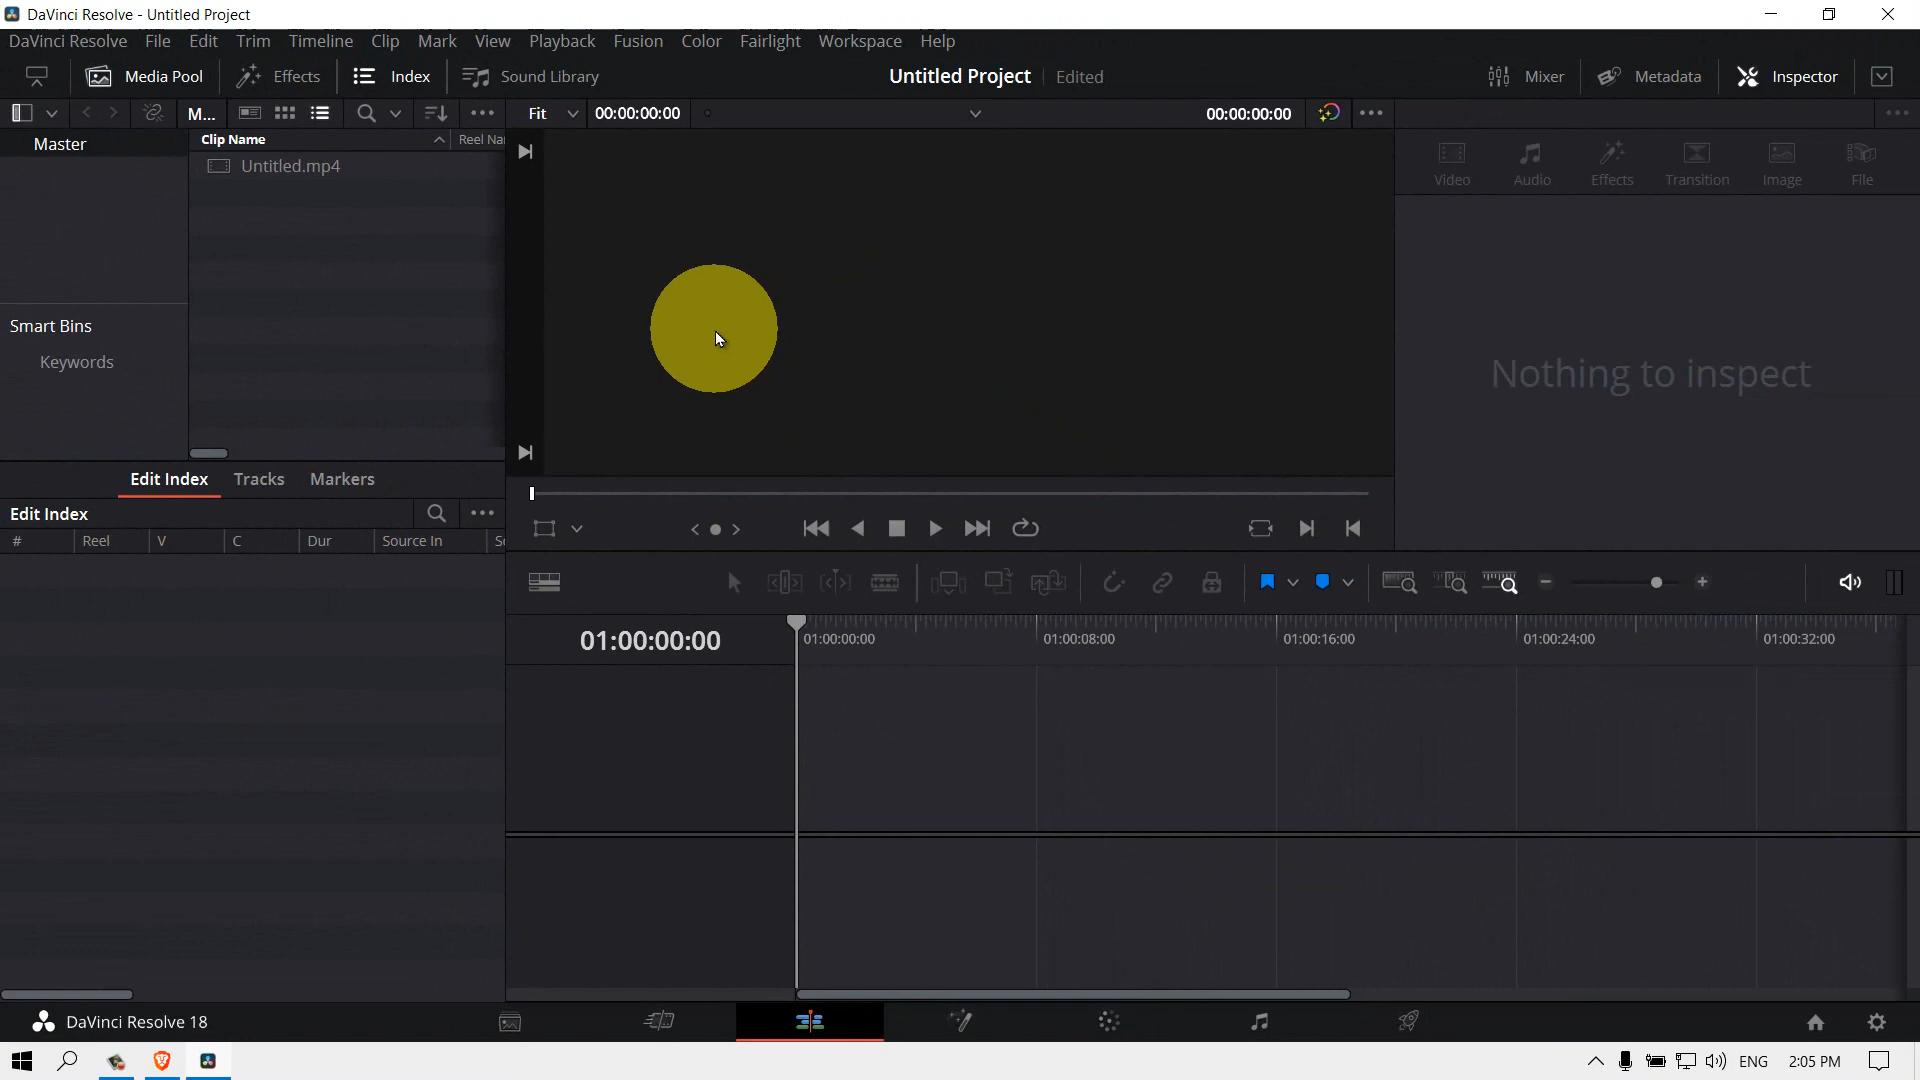 DaVinci Resolve - Untitled Project
DaVinci Resolve File Edit Trim Timeline Clip Mark View Playback Fusion Color Fairlight Workspace Help
Media Pool Effects Index Sound Library Untitled Project Edited Mixer Metadata Inspector
M... Fit 00:00:00:00 00:00:00:00
Master Clip Name Reel Na
Untitled.mp4
Video Audio Effects Transition Image File
Smart Bins
Keywords
Nothing to inspect
Edit Index Tracks Markers
Edit Index
# Reel V C Dur Source In So
01:00:00:00 01:00:00:00 01:00:08:00 01:00:16:00 01:00:24:00 01:00:32:00
DaVinci Resolve 18
ENG 2:05 PM